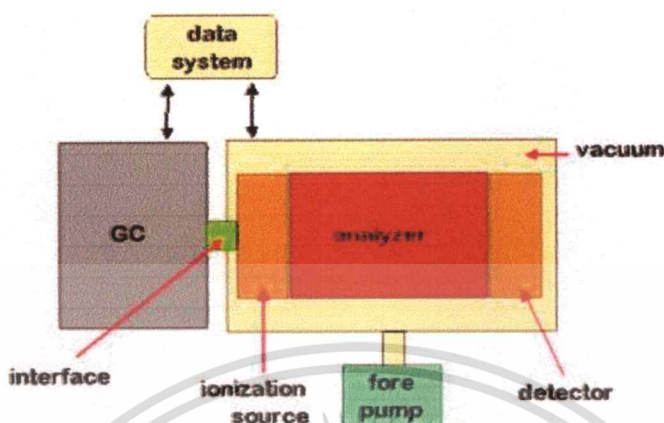 data
system
vacuum
GC
analyzer
interface
ionization
source
fore
pump
detector